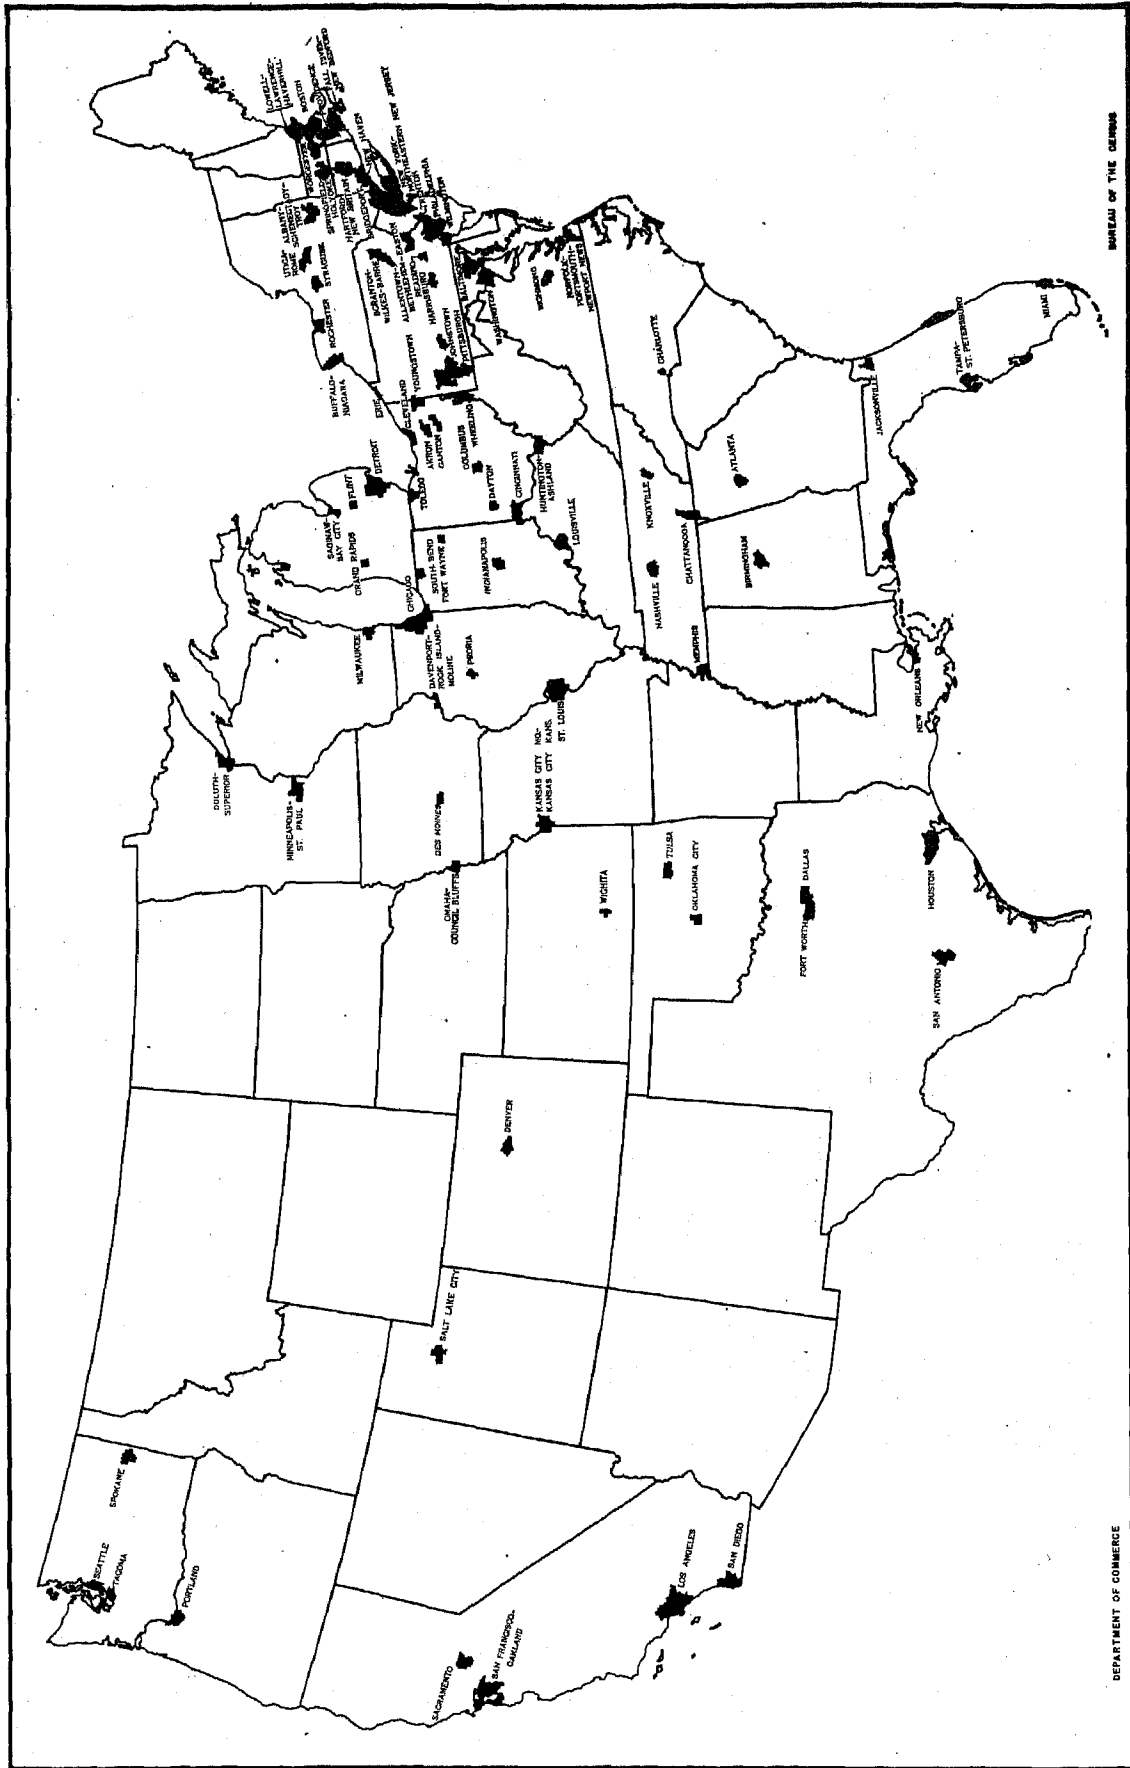 SEATTLE
TACOMA
SPOKANE
PORTLAND
SACRAMENTO
SAN FRANCISCO-
OAKLAND
LOS ANGELES
SAN DIEGO
SALT LAKE CITY
DENVER
DULUTH-
SUPERIOR
MINNEAPOLIS-
ST. PAUL
DES MOINES
OMAHA-
COUNCIL BLUFFS
KANSAS CITY MO.-
KANSAS CITY KANS.
ST. LOUIS
WICHITA
TULSA
OKLAHOMA CITY
FORT WORTH
DALLAS
HOUSTON
SAN ANTONIO
NEW ORLEANS
MEMPHIS
NASHVILLE
KNOXVILLE
CHATTANOOGA
BIRMINGHAM
ATLANTA
CHARLOTTE
JACKSONVILLE
TAMPA-
ST. PETERSBURG
MIAMI
MILWAUKEE
CHICAGO
DAVENPORT-
ROCK ISLAND-
MOLINE
PEORIA
SAGINAW-
BAY CITY
GRAND RAPIDS
FLINT
DETROIT
SOUTH BEND
FORT WAYNE
INDIANAPOLIS
LOUISVILLE
TOLEDO
CLEVELAND
AKRON
CANTON
YOUNGSTOWN
COLUMBUS
WHEELING
DAYTON
CINCINNATI
HUNTINGTON-
ASHLAND
ERIE
BUFFALO-
NIAGARA
ROCHESTER
SYRACUSE
UTICA-
ROME
ALBANY-
SCHENECTADY-
TROY
SCRANTON
WILKES-BARRE
ALLENTOWN-
BETHLEHEM-EASTON
READING
HARRISBURG
JOHNSTOWN
PITTSBURGH
BALTIMORE
WASHINGTON
RICHMOND
NORFOLK
PORTSMOUTH-
NEWPORT NEWS
LOWELL-
LAWRENCE-
HAVERHILL
BOSTON
WORCESTER
PROVIDENCE
FALL RIVER-
NEW BEDFORD
SPRINGFIELD
HOLYOKE
HARTFORD
NEW BRITAIN
BRIDGEPORT
NEW HAVEN
NEW YORK-
NORTHEASTERN NEW JERSEY
TRENTON
PHILADELPHIA
WILMINGTON
DEPARTMENT OF COMMERCE
BUREAU OF THE CENSUS